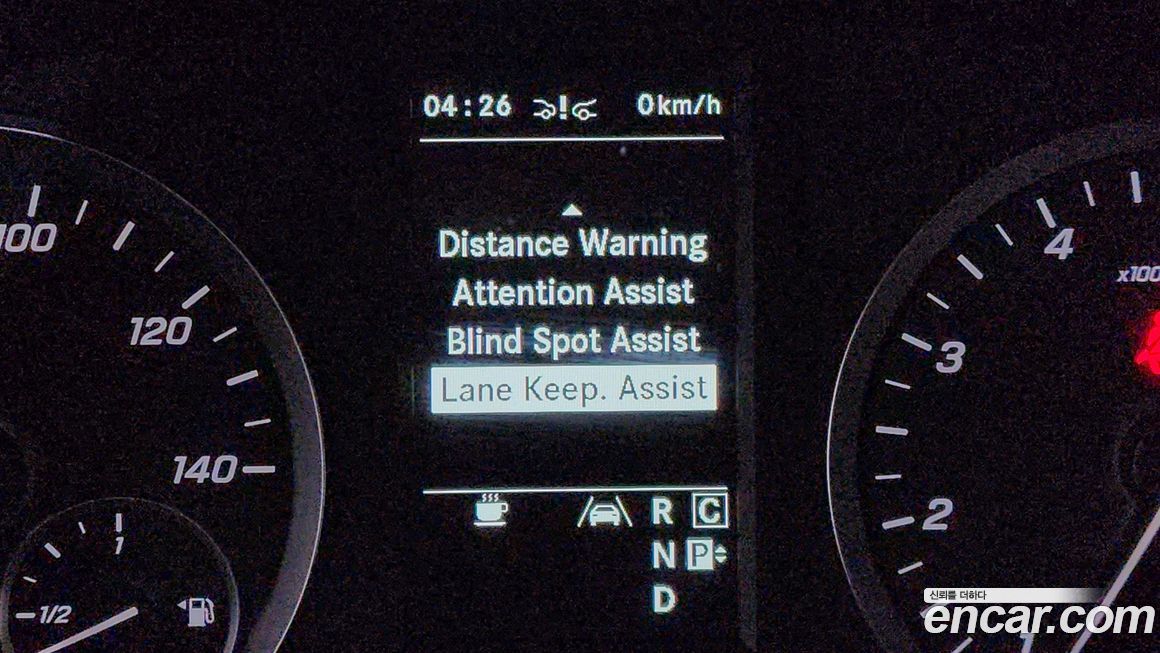 04:26 0km/h
Distance Warning
Attention Assist
Blind Spot Assist
Lane Keep. Assist
R C
N P
D
100
120
140
1
1/2
4
3
2
1
x100
신뢰를 더하다
encar.com